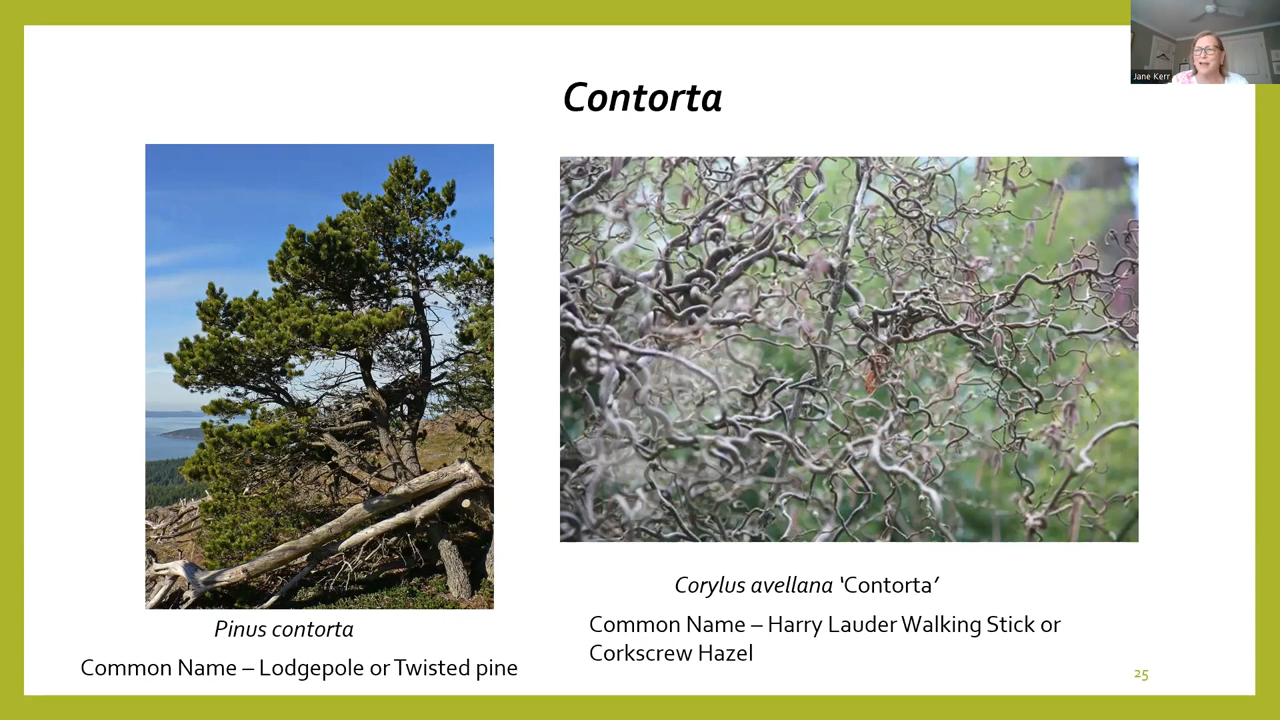 Jane Kerr
Contorta
Pinus contorta
Common Name – Lodgepole or Twisted pine
Corylus avellana ‘Contorta’
Common Name – Harry Lauder Walking Stick or
Corkscrew Hazel
25